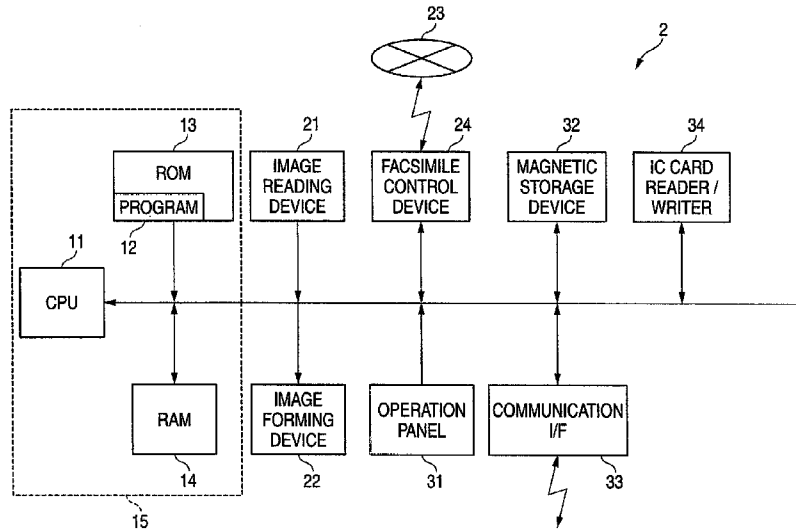 23
2
13
21
24
32
34
ROM
PROGRAM
12
IMAGE
READING
DEVICE
FACSIMILE
CONTROL
DEVICE
MAGNETIC
STORAGE
DEVICE
IC CARD
READER /
WRITER
11
CPU
RAM
14
IMAGE
FORMING
DEVICE
22
OPERATION
PANEL
31
COMMUNICATION
I/F
33
15